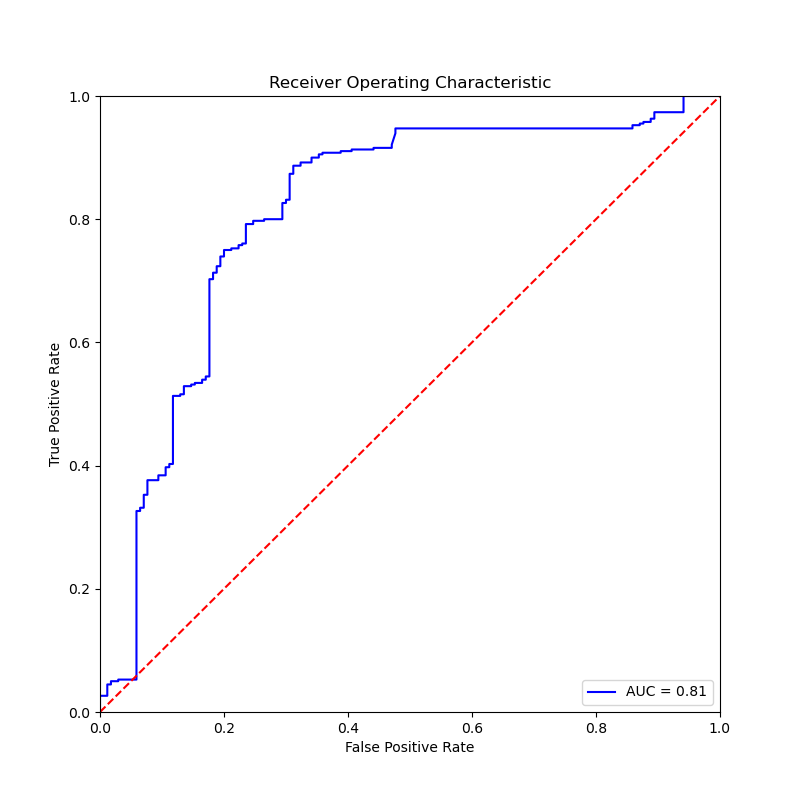 Receiver Operating Characteristic
True Positive Rate
1.0
0.8
0.6
0.4
0.2
0.0
AUC = 0.81
0.0 0.2 0.4 0.6 0.8 1.0
False Positive Rate